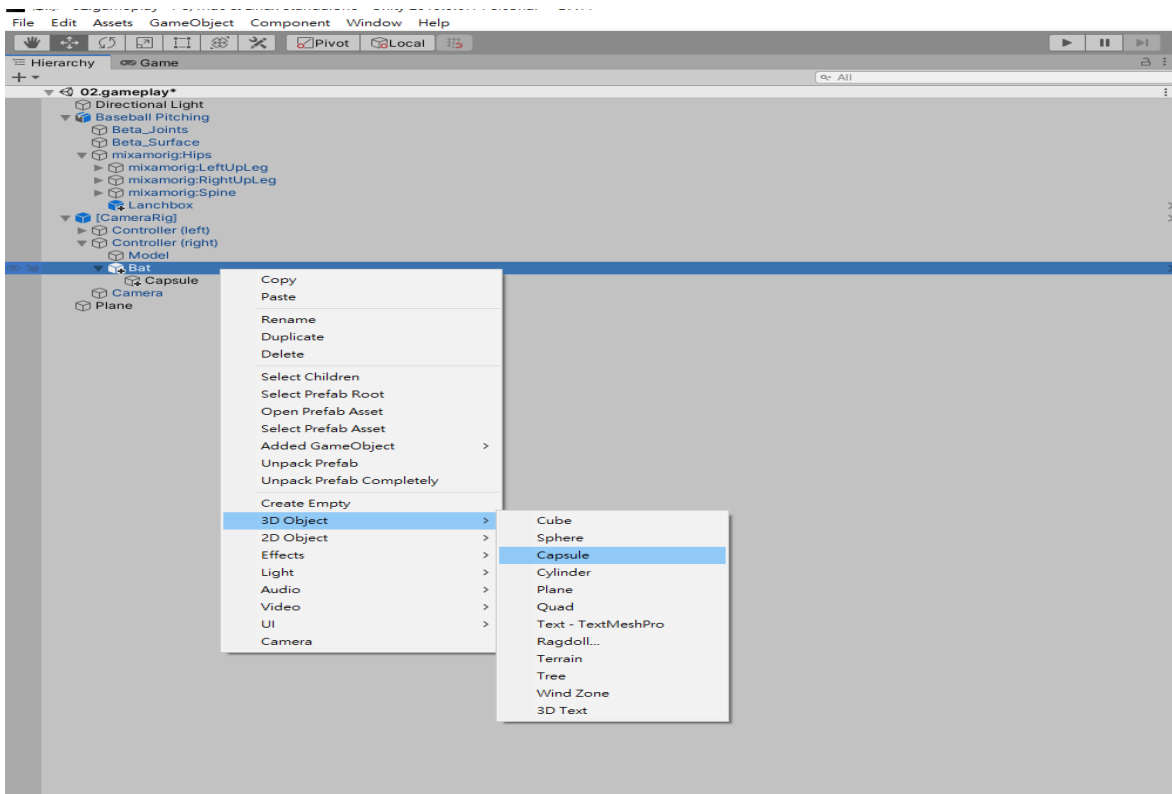 File Edit Assets GameObject Component Window Help
Pivot Local
Hierarchy Game
All
02.gameplay*
Directional Light
Baseball Pitching
Beta_Joints
Beta_Surface
mixamorig:Hips
mixamorig:LeftUpLeg
mixamorig:RightUpLeg
mixamorig:Spine
Lanchbox
[CameraRig]
Controller (left)
Controller (right)
Model
Bat
Capsule
Camera
Plane
Copy
Paste
Rename
Duplicate
Delete
Select Children
Select Prefab Root
Open Prefab Asset
Select Prefab Asset
Added GameObject
Unpack Prefab
Unpack Prefab Completely
Create Empty
3D Object
2D Object
Effects
Light
Audio
Video
UI
Camera
Cube
Sphere
Capsule
Cylinder
Plane
Quad
Text - TextMeshPro
Ragdoll...
Terrain
Tree
Wind Zone
3D Text